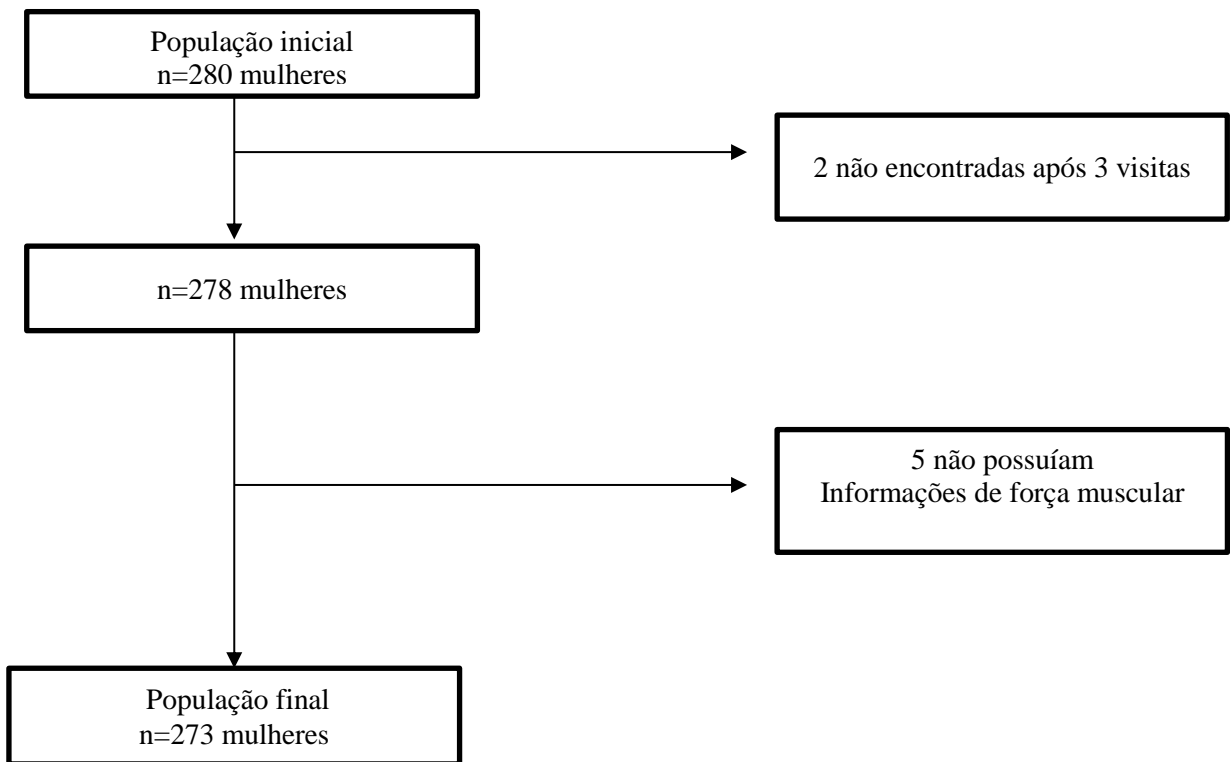 População inicial
n=280 mulheres
2 não encontradas após 3 visitas
n=278 mulheres
5 não possuíam
Informações de força muscular
População final
n=273 mulheres